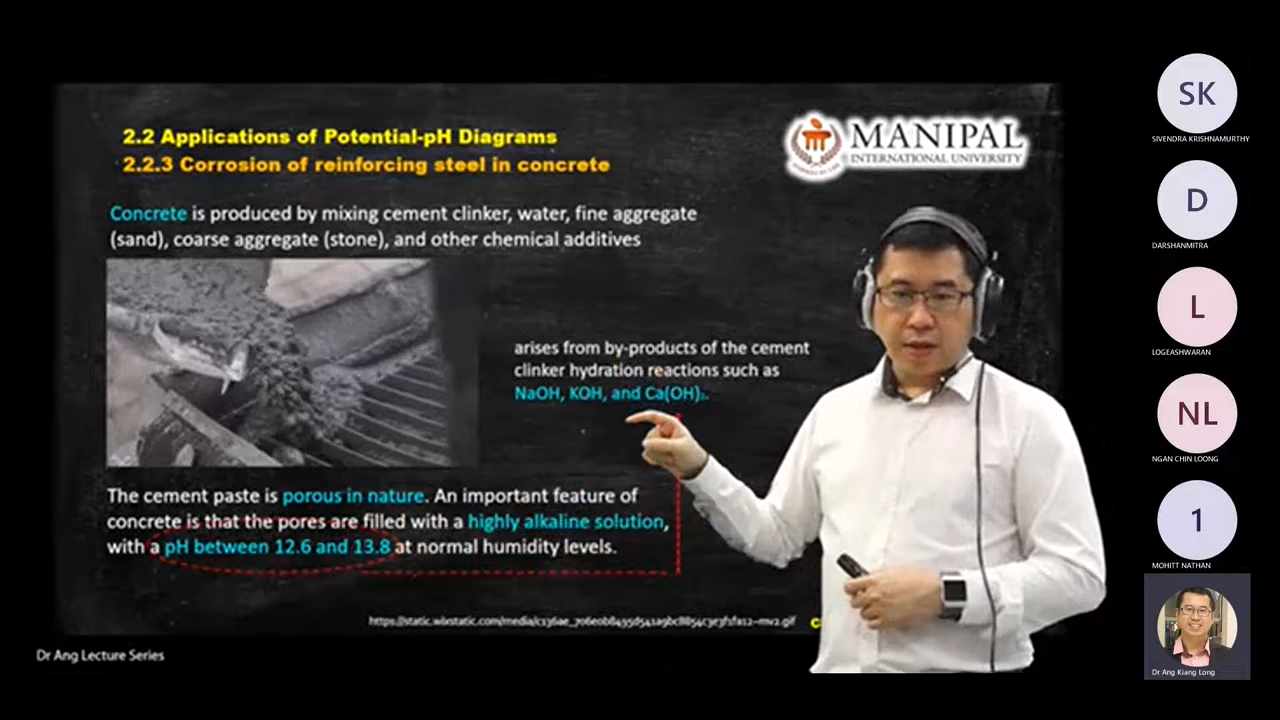 2.2 Applications of Potential-pH Diagrams
2.2.3 Corrosion of reinforcing steel in concrete
MANIPAL
INTERNATIONAL UNIVERSITY
Concrete is produced by mixing cement clinker, water, fine aggregate
(sand), coarse aggregate (stone), and other chemical additives
arises from by-products of the cement
clinker hydration reactions such as
NaOH, KOH, and Ca(OH)₂.
The cement paste is porous in nature. An important feature of
concrete is that the pores are filled with a highly alkaline solution,
with a pH between 12.6 and 13.8 at normal humidity levels.
Dr Ang Lecture Series
SK
SIVENDRA KRISHNAMURTHY
D
DARSHANMITRA
L
LOGEASHWARAN
NL
NGAN CHIN LOONG
1
MOHITT NATHAN
Dr Ang Kiang Long